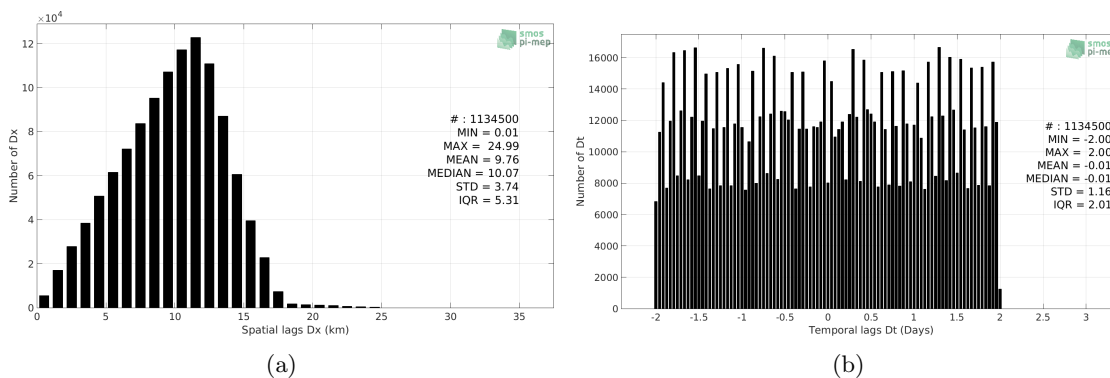 ×10⁴
12
10
8
6
4
2
0
0 5 10 15 20 25 30 35
Number of Dx
Spatial lags Dx (km)
smos
pi-mep
# : 1134500
MIN = 0.01
MAX = 24.99
MEAN = 9.76
MEDIAN = 10.07
STD = 3.74
IQR = 5.31
(a)
16000
14000
12000
10000
8000
6000
4000
2000
0
-2 -1.5 -1 -0.5 0 0.5 1 1.5 2 2.5 3
Number of Dt
Temporal lags Dt (Days)
smos
pi-me
# : 1134500
MIN = -2.00
MAX = 2.00
MEAN = -0.01
MEDIAN = -0.01
STD = 1.16
IQR = 2.01
(b)